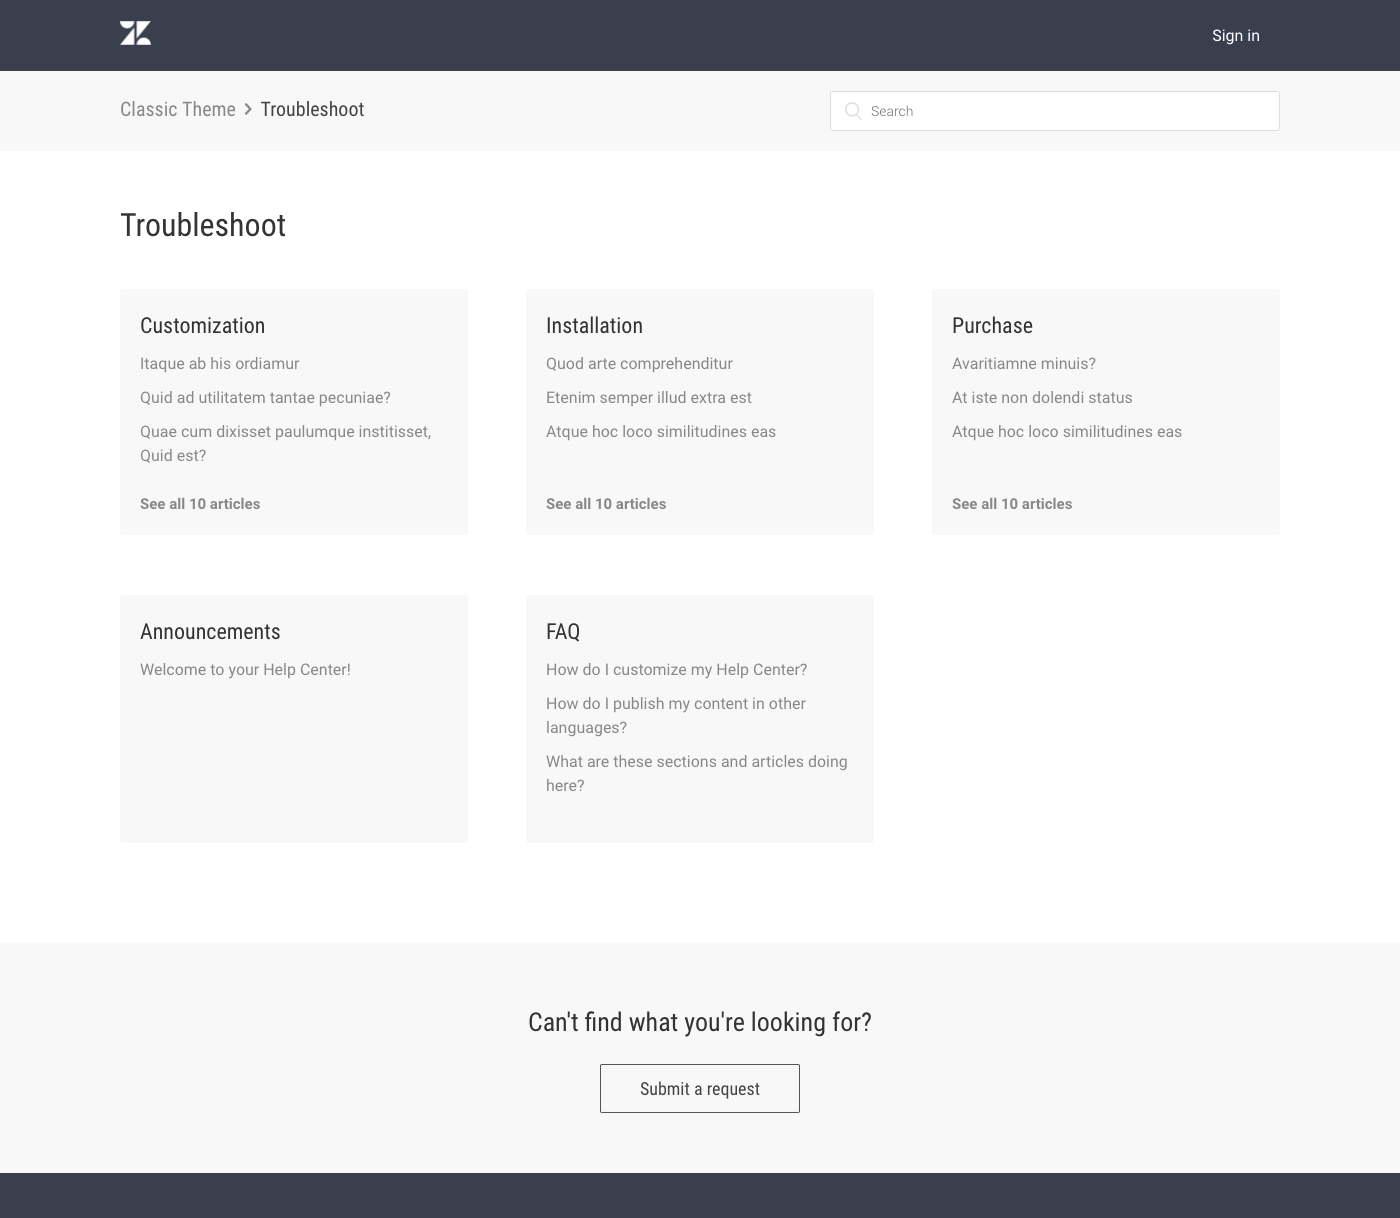 Sign in
Classic Theme > Troubleshoot
Search
Troubleshoot
Customization
Itaque ab his ordiamur
Quid ad utilitatem tantae pecuniae?
Quae cum dixisset paulumque institisset,
Quid est?
See all 10 articles
Installation
Quod arte comprehenditur
Etenim semper illud extra est
Atque hoc loco similitudines eas
See all 10 articles
Purchase
Avaritiamne minuis?
At iste non dolendi status
Atque hoc loco similitudines eas
See all 10 articles
Announcements
Welcome to your Help Center!
FAQ
How do I customize my Help Center?
How do I publish my content in other
languages?
What are these sections and articles doing
here?
Can't find what you're looking for?
Submit a request